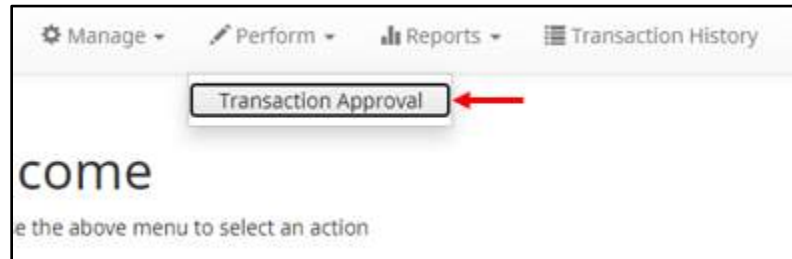 Manage Perform Reports Transaction History
Transaction Approval
come
e the above menu to select an action